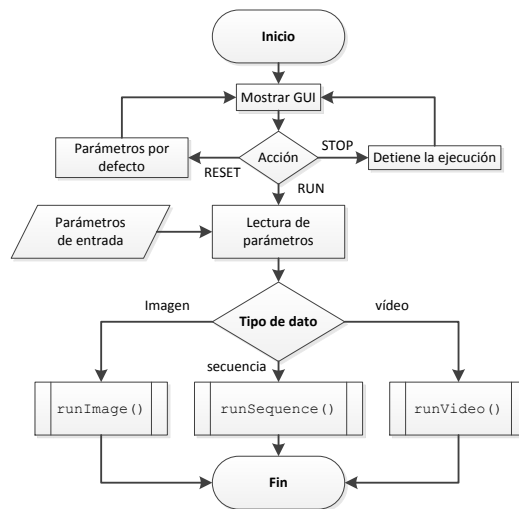 Inicio
Mostrar GUI
Parámetros por
defecto
RESET
Acción
STOP
Detiene la ejecución
RUN
Parámetros
de entrada
Lectura de
parámetros
Imagen
Tipo de dato
vídeo
secuencia
runImage()
runSequence()
runVideo()
Fin